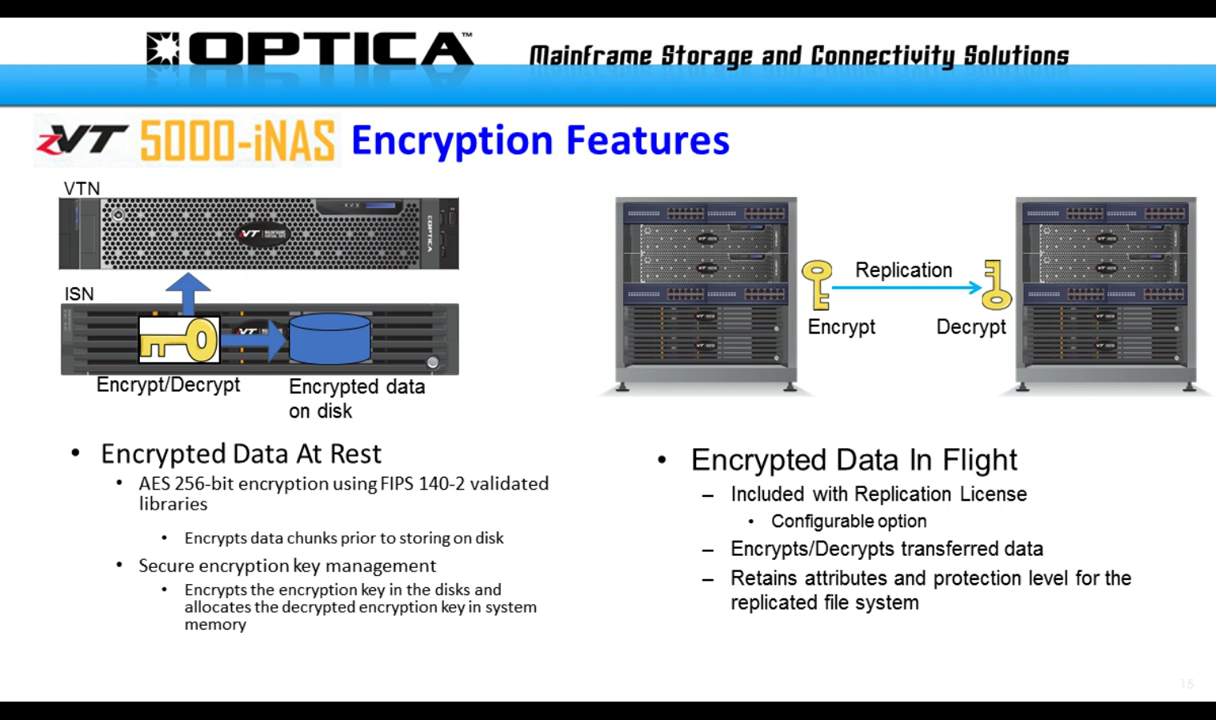 OPTICA™
Mainframe Storage and Connectivity Solutions
zVT 5000-iNAS Encryption Features
VTN
zVT
OPTICA
ISN
Encrypt/Decrypt
Encrypted data
on disk
Replication
Encrypt
Decrypt
• Encrypted Data At Rest
• AES 256-bit encryption using FIPS 140-2 validated
libraries
• Encrypts data chunks prior to storing on disk
• Secure encryption key management
• Encrypts the encryption key in the disks and
allocates the decrypted encryption key in system
memory
• Encrypted Data In Flight
– Included with Replication License
• Configurable option
– Encrypts/Decrypts transferred data
– Retains attributes and protection level for the
replicated file system
15